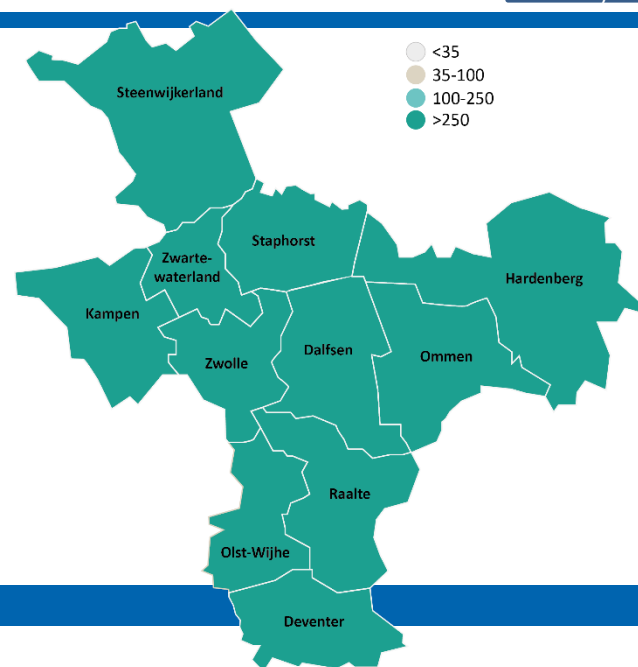 <35
35-100
100-250
>250
Steenwijkerland
Staphorst
Zwarte-
waterland
Hardenberg
Kampen
Zwolle
Dalfsen
Ommen
Raalte
Olst-Wijhe
Deventer